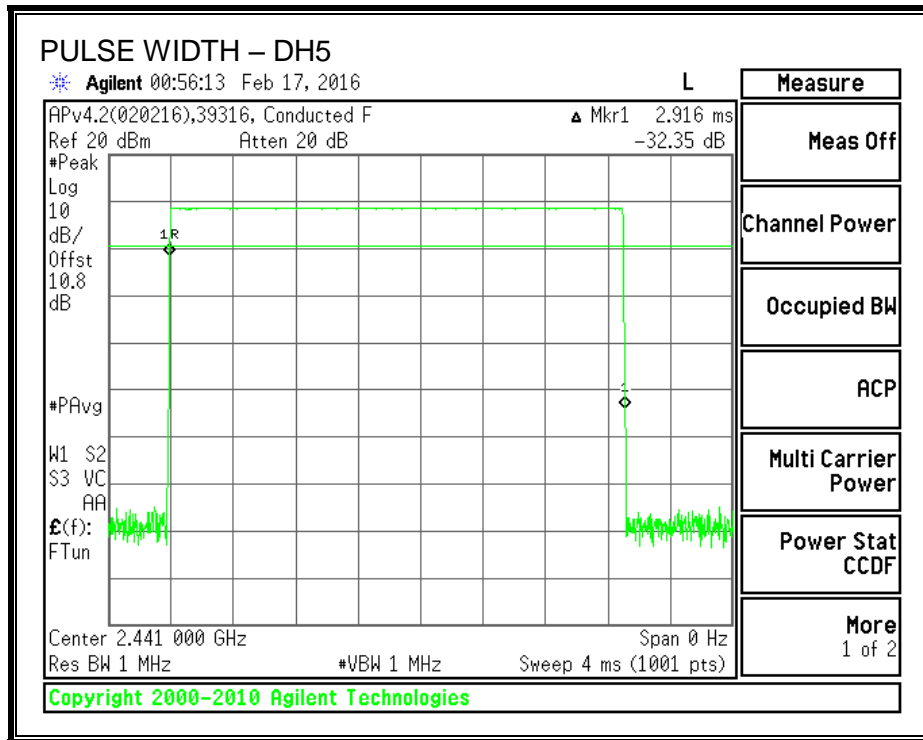 PULSE WIDTH – DH5
Agilent 00:56:13 Feb 17, 2016 L
APv4.2(020216),39316, Conducted F
Δ Mkr1 2.916 ms
Ref 20 dBm Atten 20 dB -32.35 dB
#Peak
Log
10
dB/
Offst
10.8
dB
1R
1
#PAvg
W1 S2
S3 VC
AA
£(f):
FTun
Center 2.441 000 GHz Span 0 Hz
Res BW 1 MHz #VBW 1 MHz Sweep 4 ms (1001 pts)
Copyright 2000-2010 Agilent Technologies
Measure
Meas Off
Channel Power
Occupied BW
ACP
Multi Carrier
Power
Power Stat
CCDF
More
1 of 2